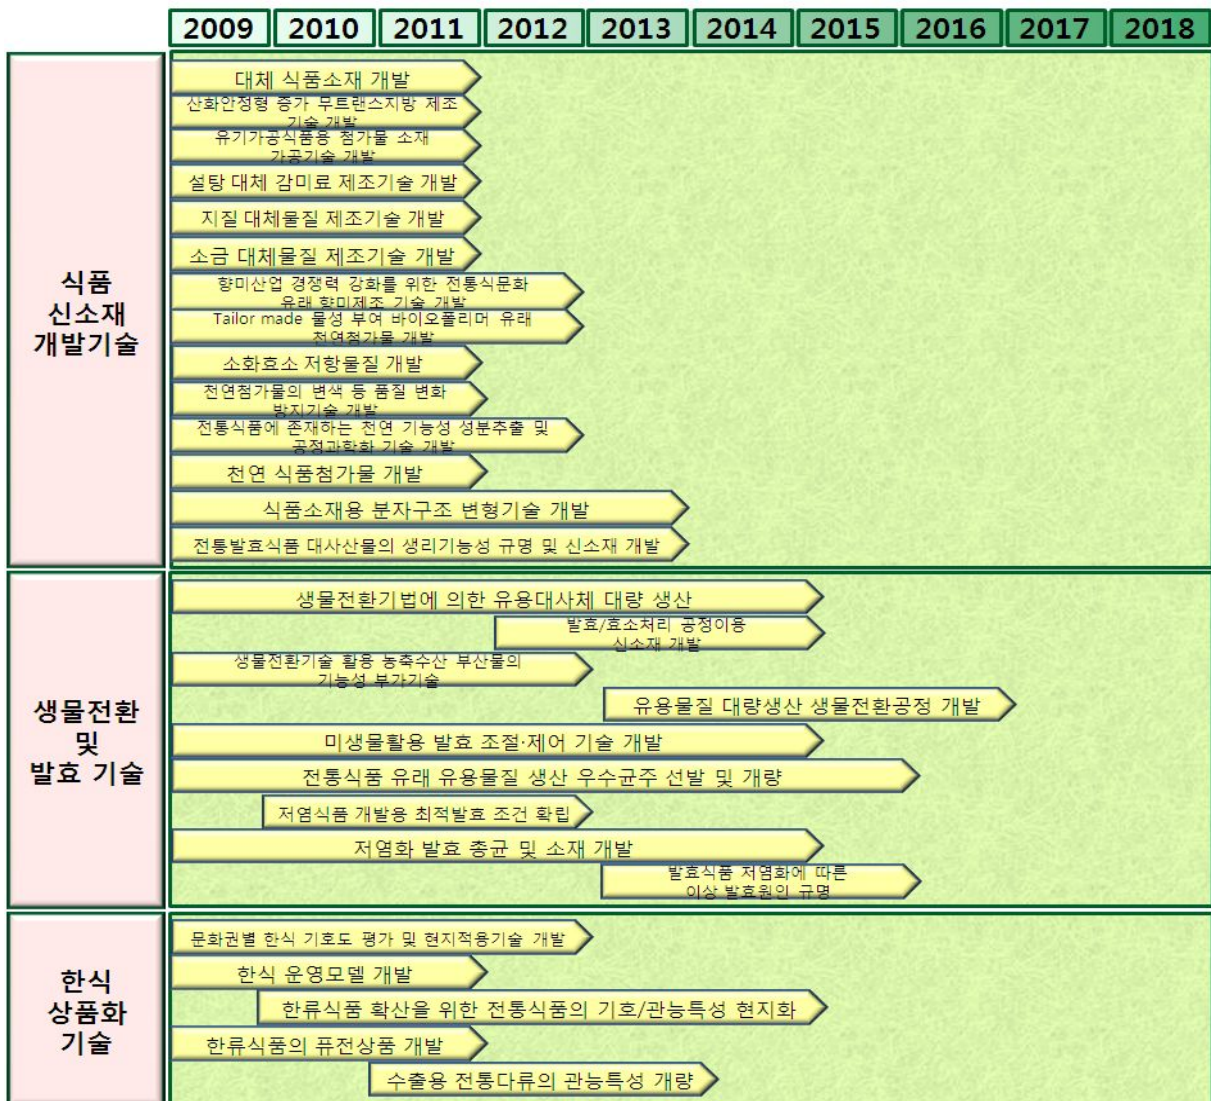 2009 2010 2011 2012 2013 2014 2015 2016 2017 2018
식품
신소재
개발기술
대체 식품소재 개발
산화안정형 증가 무트랜스지방 제조
기술 개발
유기가공식품용 첨가물 소재
가공기술 개발
설탕 대체 감미료 제조기술 개발
지질 대체물질 제조기술 개발
소금 대체물질 제조기술 개발
향미산업 경쟁력 강화를 위한 전통식문화
유래 향미제조 기술 개발
Tailor made 물성 부여 바이오폴리머 유래
천연첨가물 개발
소화효소 저항물질 개발
천연첨가물의 변색 등 품질 변화
방지기술 개발
전통식품에 존재하는 천연 기능성 성분추출 및
공정과학화 기술 개발
천연 식품첨가물 개발
식품소재용 분자구조 변형기술 개발
전통발효식품 대사산물의 생리기능성 규명 및 신소재 개발
생물전환
및
발효 기술
생물전환기법에 의한 유용대사체 대량 생산
발효/효소처리 공정이용
신소재 개발
생물전환기술 활용 농축수산 부산물의
기능성 부가기술
유용물질 대량생산 생물전환공정 개발
미생물활용 발효 조절·제어 기술 개발
전통식품 유래 유용물질 생산 우수균주 선발 및 개량
저염식품 개발용 최적발효 조건 확립
저염화 발효 종균 및 소재 개발
발효식품 저염화에 따른
이상 발효원인 규명
한식
상품화
기술
문화권별 한식 기호도 평가 및 현지적용기술 개발
한식 운영모델 개발
한류식품 확산을 위한 전통식품의 기호/관능특성 현지화
한류식품의 퓨전상품 개발
수출용 전통다류의 관능특성 개량